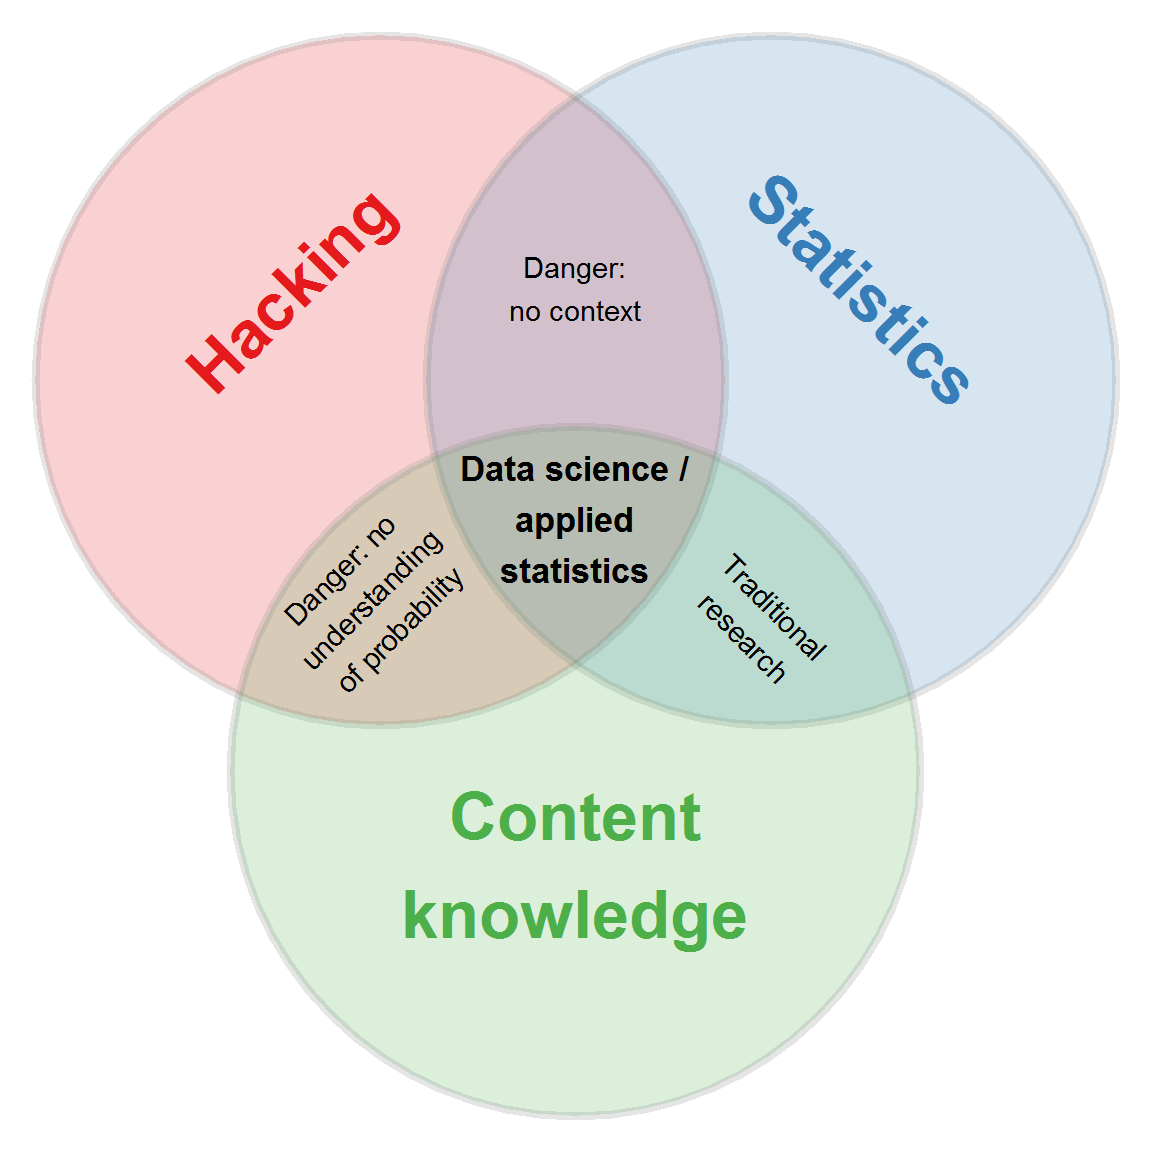 Hacking
Statistics
Danger:
no context
Data science /
applied
statistics
Danger: no
understanding
of probability
Traditional
research
Content
knowledge